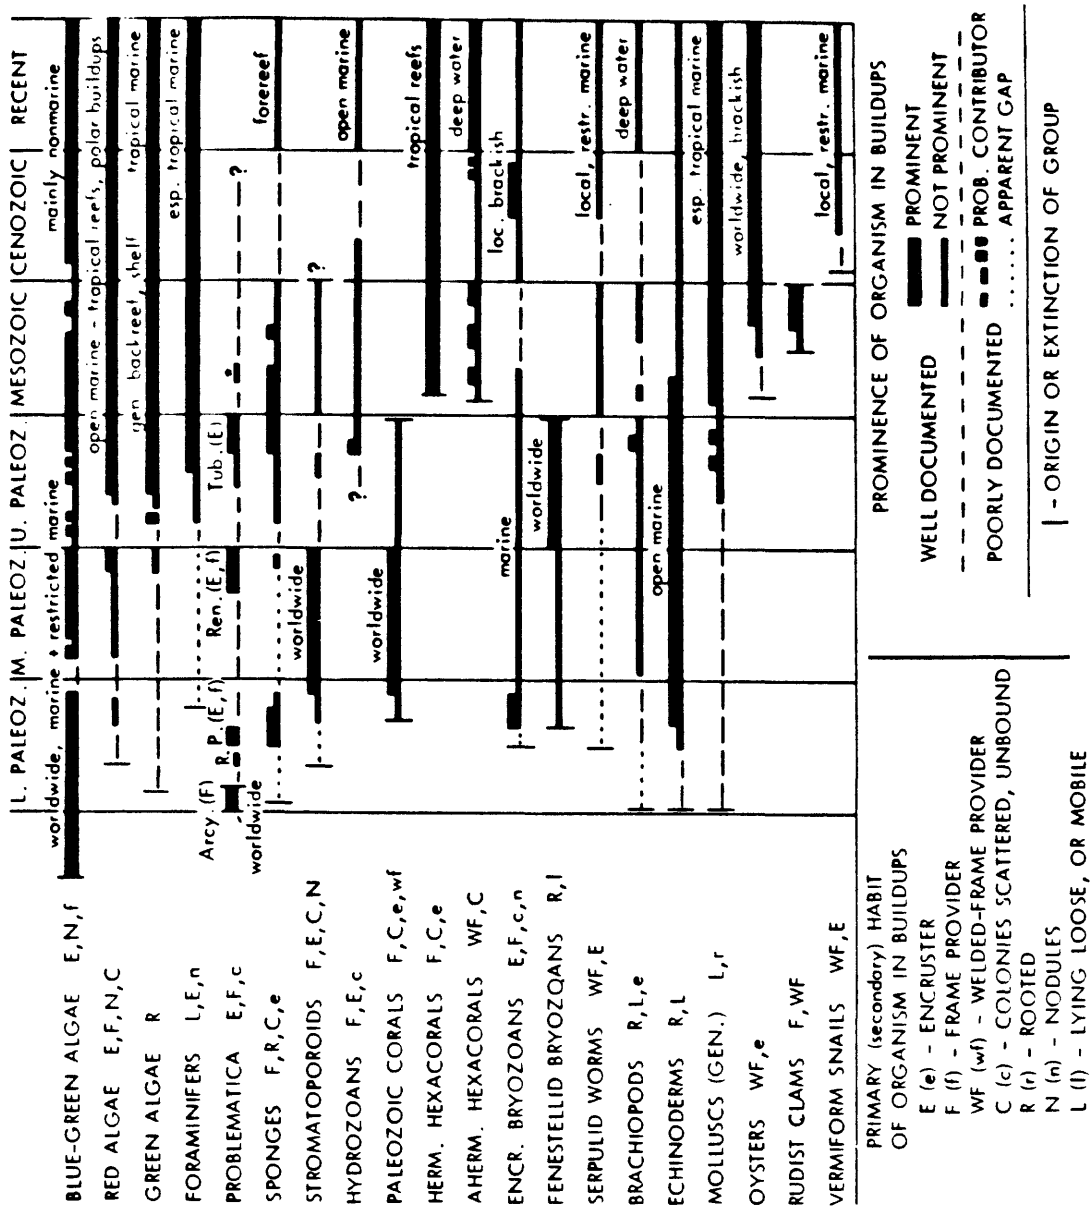 L. PALEOZ. | M. PALEOZ. | U. PALEOZ. | MESOZOIC | CENOZOIC | RECENT
BLUE-GREEN ALGAE E,N,f
worldwide, marine + restricted marine
mainly nonmarine
RED ALGAE E,F,N,C
open marine - tropical reefs, polar buildups
GREEN ALGAE R
gen backreef, shelf
tropical marine
FORAMINIFERS L,E,n
esp. tropical marine
PROBLEMATICA E,F,c
Arcy.(F)
R. P.(E,f)
Ren.(E,f)
Tub.(E)
?
worldwide
SPONGES F,R,C,e
forereef
STROMATOPOROIDS F,E,C,N
worldwide
?
HYDROZOANS F,E,c
?
open marine
PALEOZOIC CORALS F,C,e,wf
worldwide
HERM. HEXACORALS F,C,e
tropical reefs
AHERM. HEXACORALS WF,C
deep water
ENCR. BRYOZOANS E,F,c,n
marine
loc. brackish
FENESTELLID BRYOZOANS R,l
worldwide
SERPULID WORMS WF,E
local, restr. marine
BRACHIOPODS R,L,e
deep water
ECHINODERMS R,L
open marine
MOLLUSCS (GEN.) L,r
esp. tropical marine
OYSTERS WF,e
worldwide, brackish
RUDIST CLAMS F,WF
VERMIFORM SNAILS WF,E
local, restr. marine
PRIMARY (secondary) HABIT
OF ORGANISM IN BUILDUPS
E (e) - ENCRUSTER
F (f) - FRAME PROVIDER
WF (wf) - WELDED-FRAME PROVIDER
C (c) - COLONIES SCATTERED, UNBOUND
R (r) - ROOTED
N (n) - NODULES
L (l) - LYING LOOSE, OR MOBILE
PROMINENCE OF ORGANISM IN BUILDUPS
WELL DOCUMENTED
PROMINENT
NOT PROMINENT
POORLY DOCUMENTED
PROB. CONTRIBUTOR
APPARENT GAP
| - ORIGIN OR EXTINCTION OF GROUP